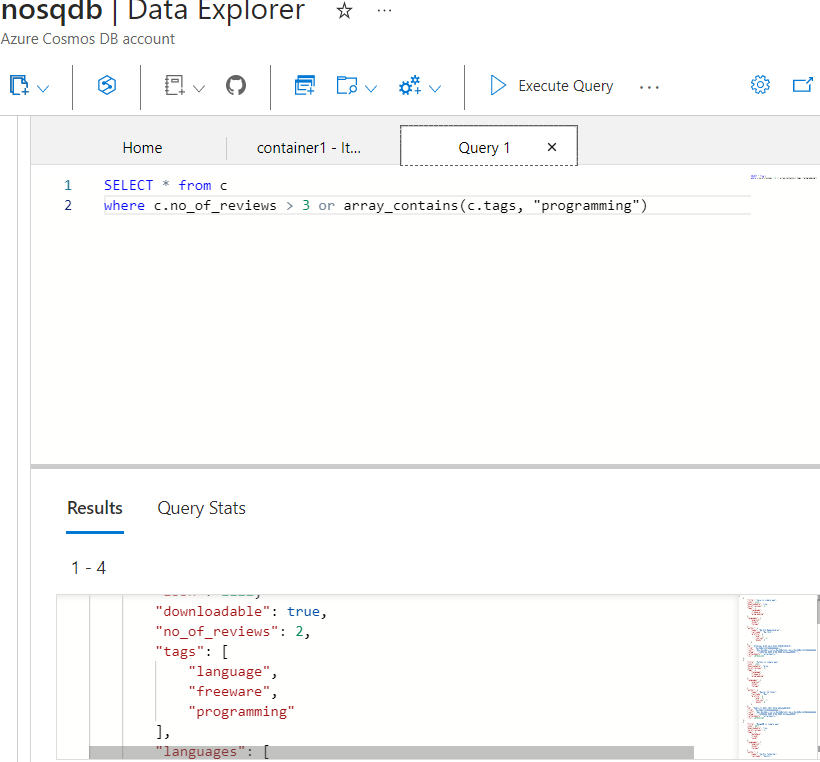 nosqdb | Data Explorer ☆ ...
Azure Cosmos DB account
Execute Query ...
Home container1 - It... Query 1 ×
1 SELECT * from c
2 where c.no_of_reviews > 3 or array_contains(c.tags, "programming")
Results Query Stats
1 - 4
"downloadable": true,
"no_of_reviews": 2,
"tags": [
"language",
"freeware",
"programming"
],
"languages": [